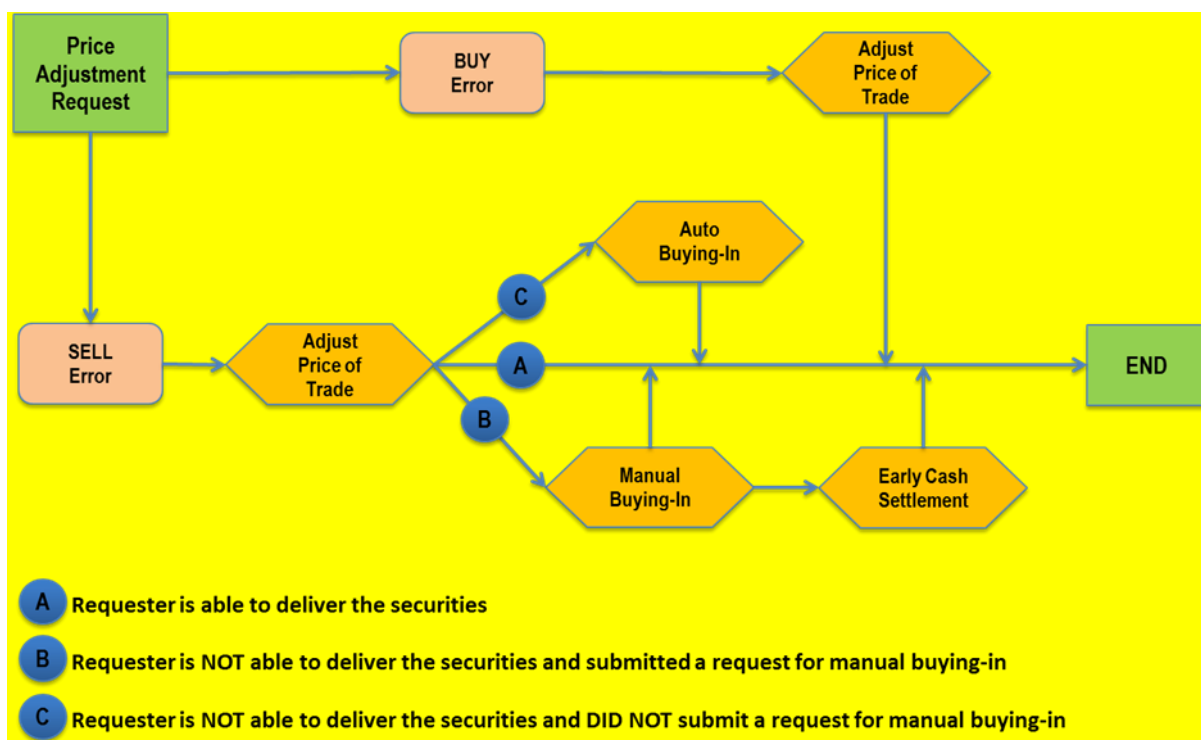 Price
Adjustment
Request
BUY
Error
Adjust
Price of
Trade
Auto
Buying-In
C
SELL
Error
Adjust
Price of
Trade
A
END
B
Manual
Buying-In
Early Cash
Settlement
A Requester is able to deliver the securities
B Requester is NOT able to deliver the securities and submitted a request for manual buying-in
C Requester is NOT able to deliver the securities and DID NOT submit a request for manual buying-in